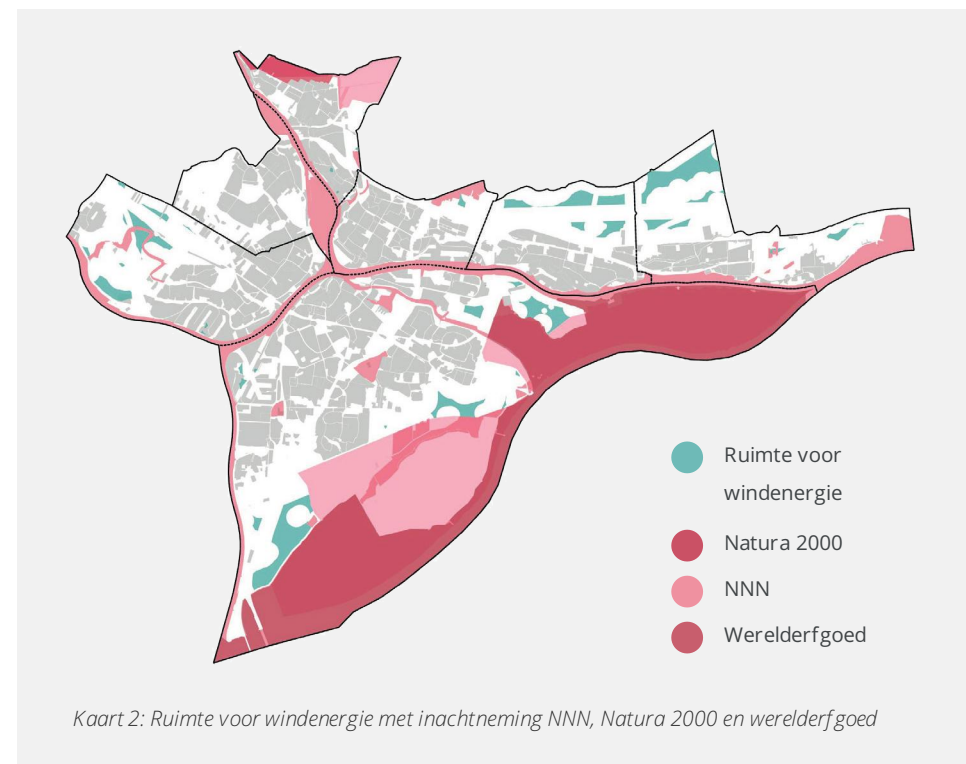 Ruimte voor
windenergie
Natura 2000
NNN
Werelderfgoed
Kaart 2: Ruimte voor windenergie met inachtneming NNN, Natura 2000 en werelderfgoed